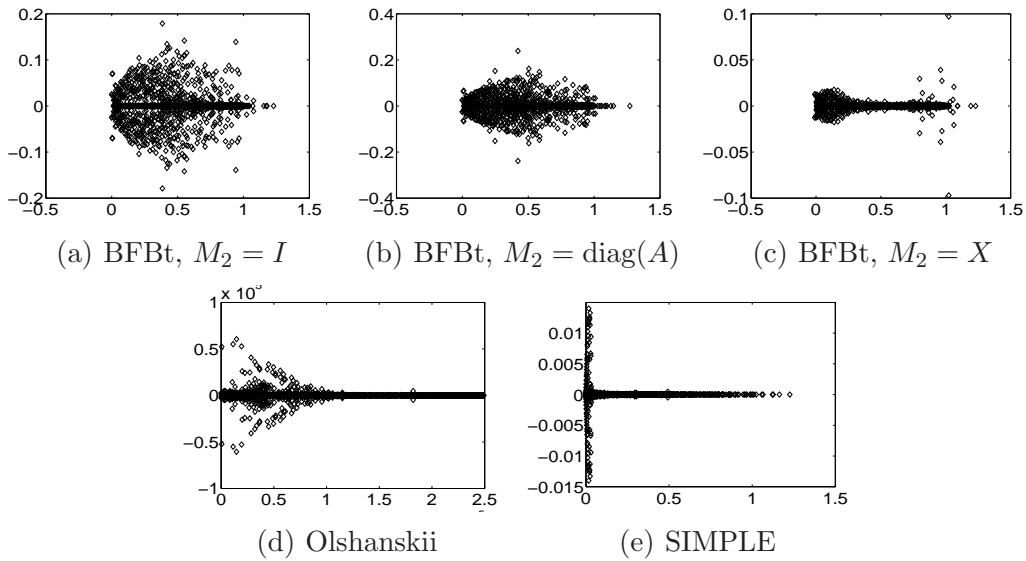 0.2 0.4 0.1
0.1 0.2 0.05
0 0 0
−0.1 −0.2 −0.05
−0.2 −0.4 −0.1
−0.5 0 0.5 1 1.5 −0.5 0 0.5 1 1.5 −0.5 0 0.5 1 1.5
(a) BFBt, M₂ = I (b) BFBt, M₂ = diag(A) (c) BFBt, M₂ = X
1 x 10⁵
0.5 0.01
0.005
0 0
−0.005
−0.5 −0.01
−1 −0.015
0 0.5 1 1.5 2 2.5 0 0.5 1 1.5
(d) Olshanskii (e) SIMPLE